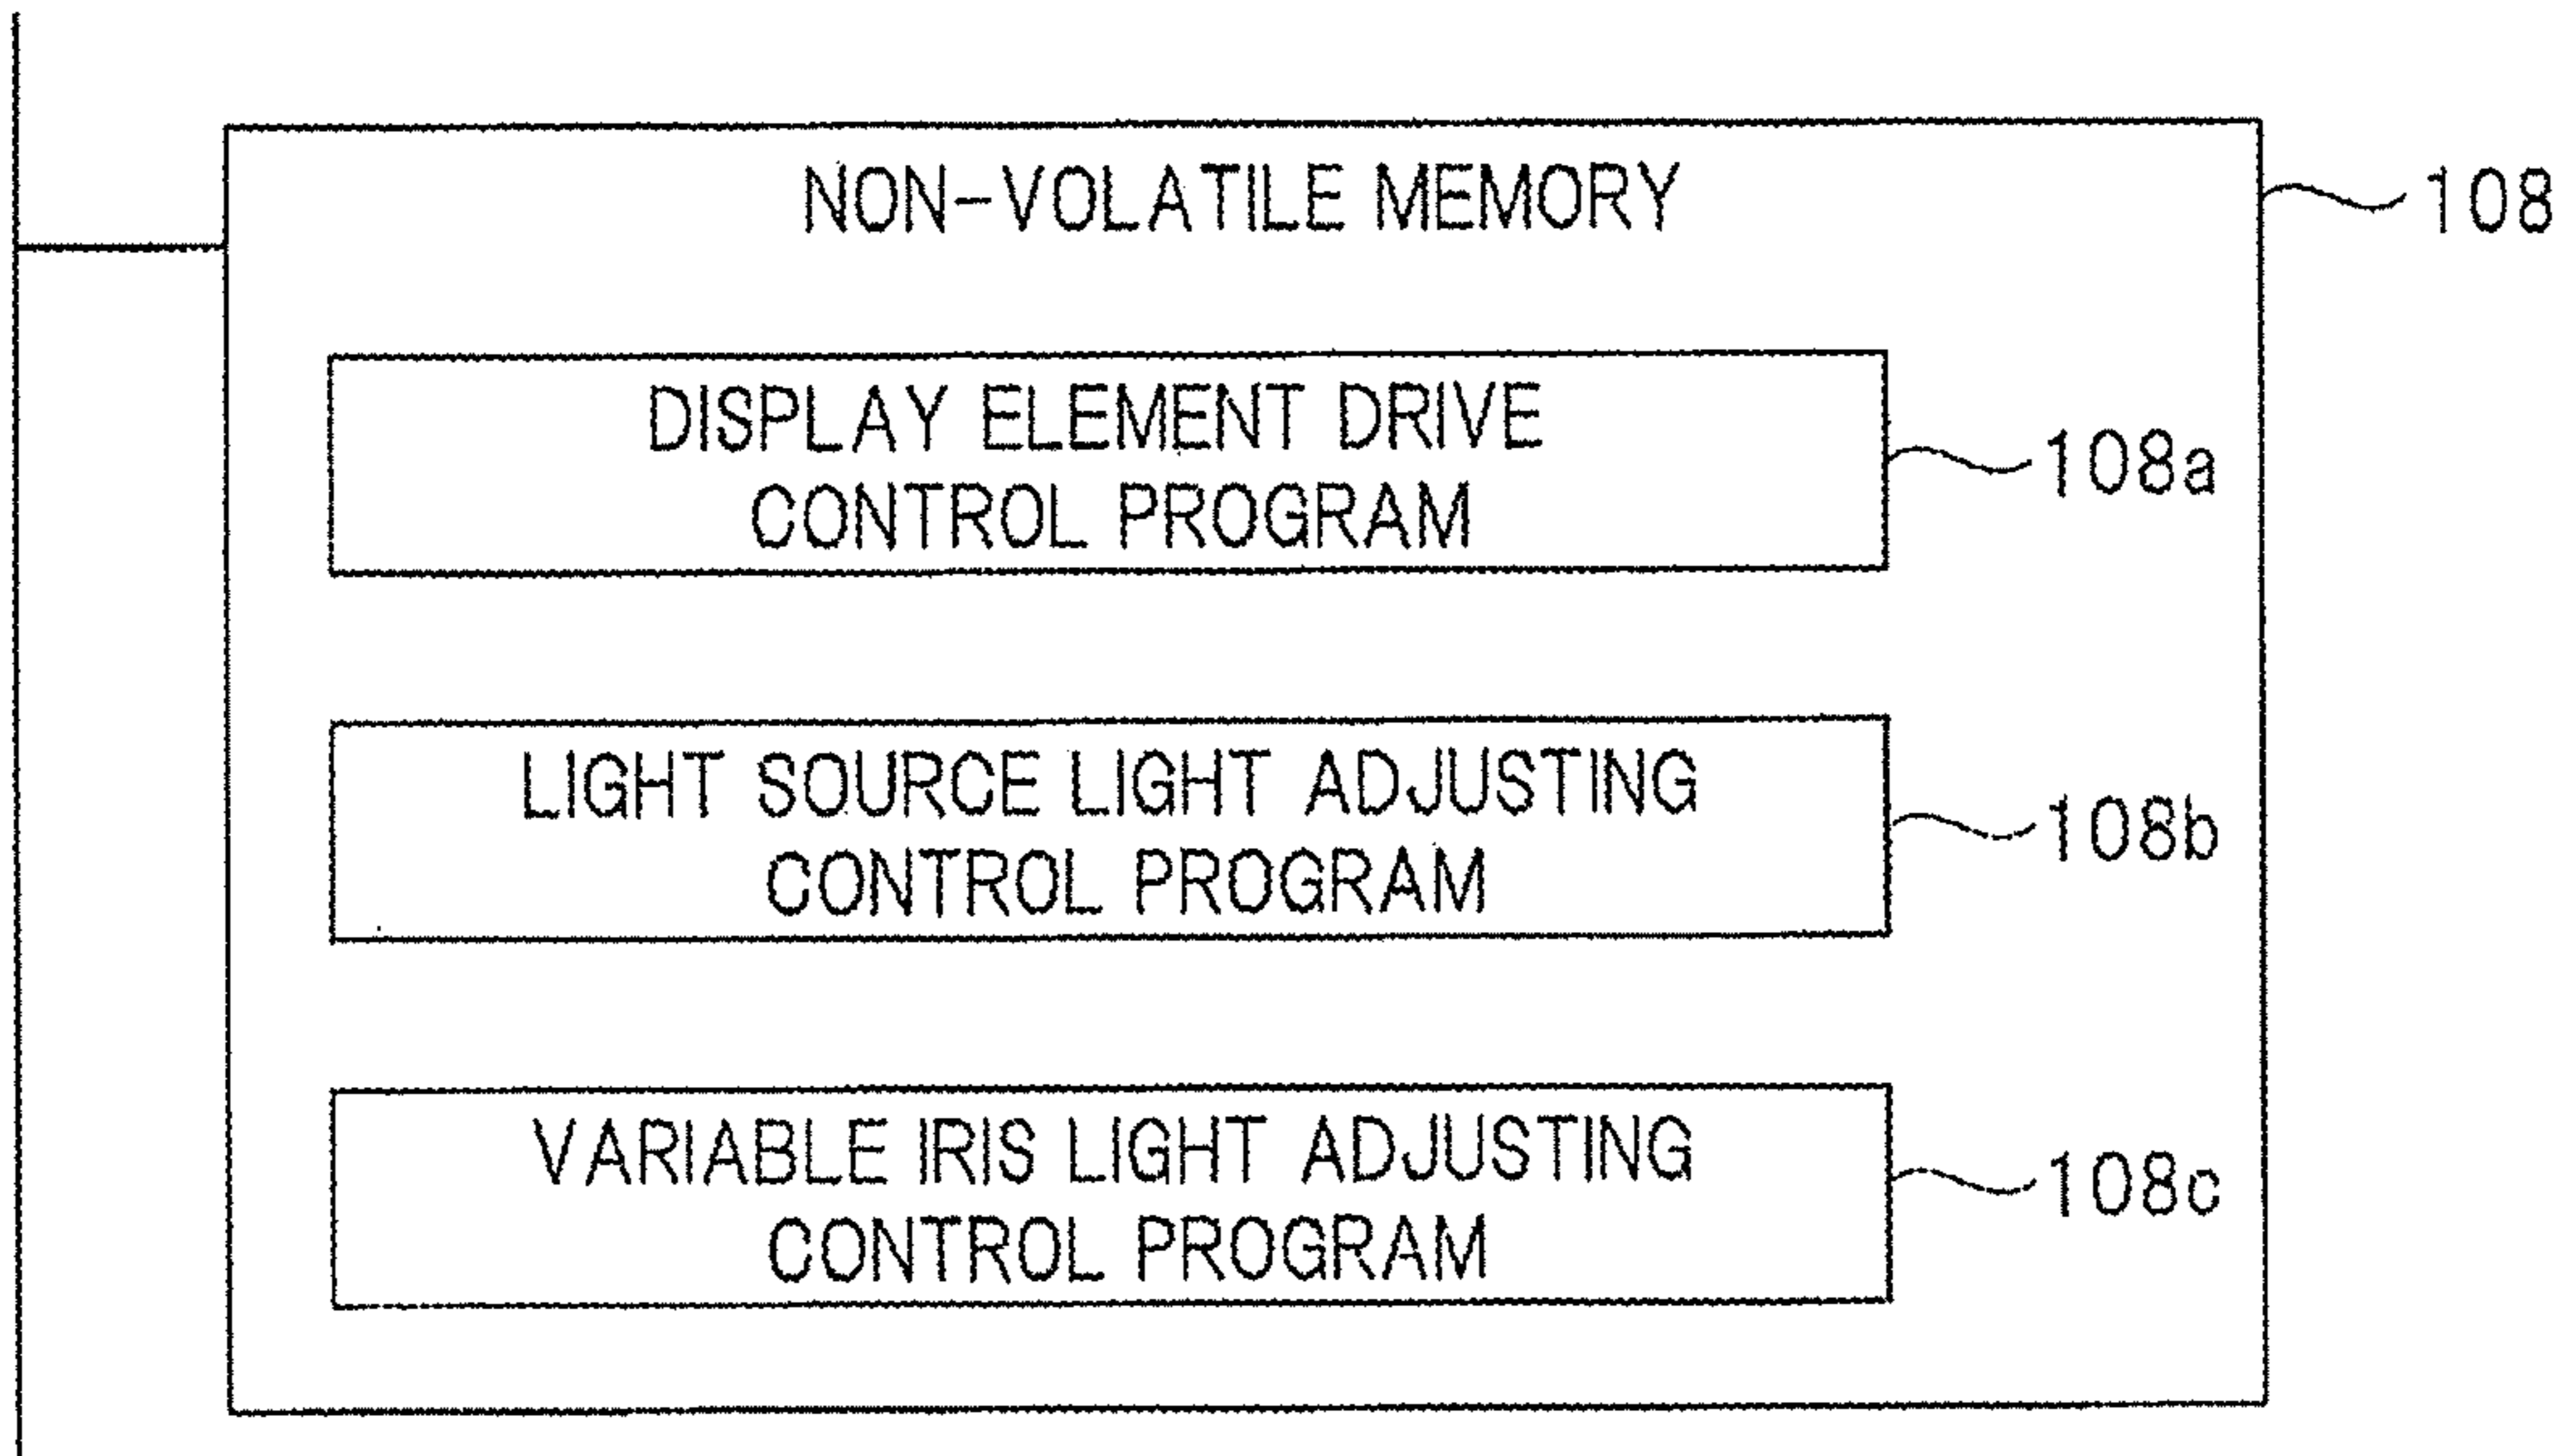 NON-VOLATILE MEMORY
108
DISPLAY ELEMENT DRIVE
CONTROL PROGRAM
108a
LIGHT SOURCE LIGHT ADJUSTING
CONTROL PROGRAM
108b
VARIABLE IRIS LIGHT ADJUSTING
CONTROL PROGRAM
108c